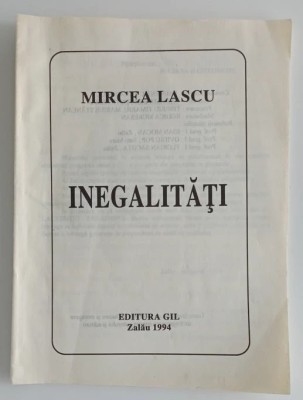 MIRCEA LASCU
INEGALITĂŢI
EDITURA GIL
Zalău 1994